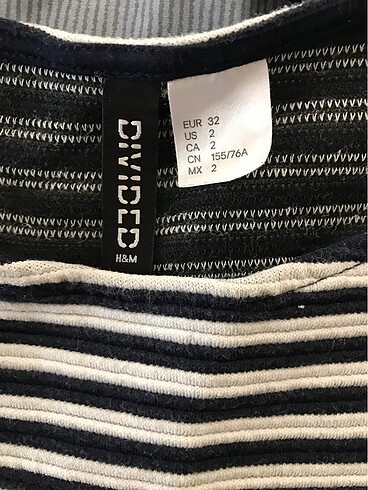 DIVIDED
H&M
EUR 32
US 2
CA 2
CN 155/76A
MX 2